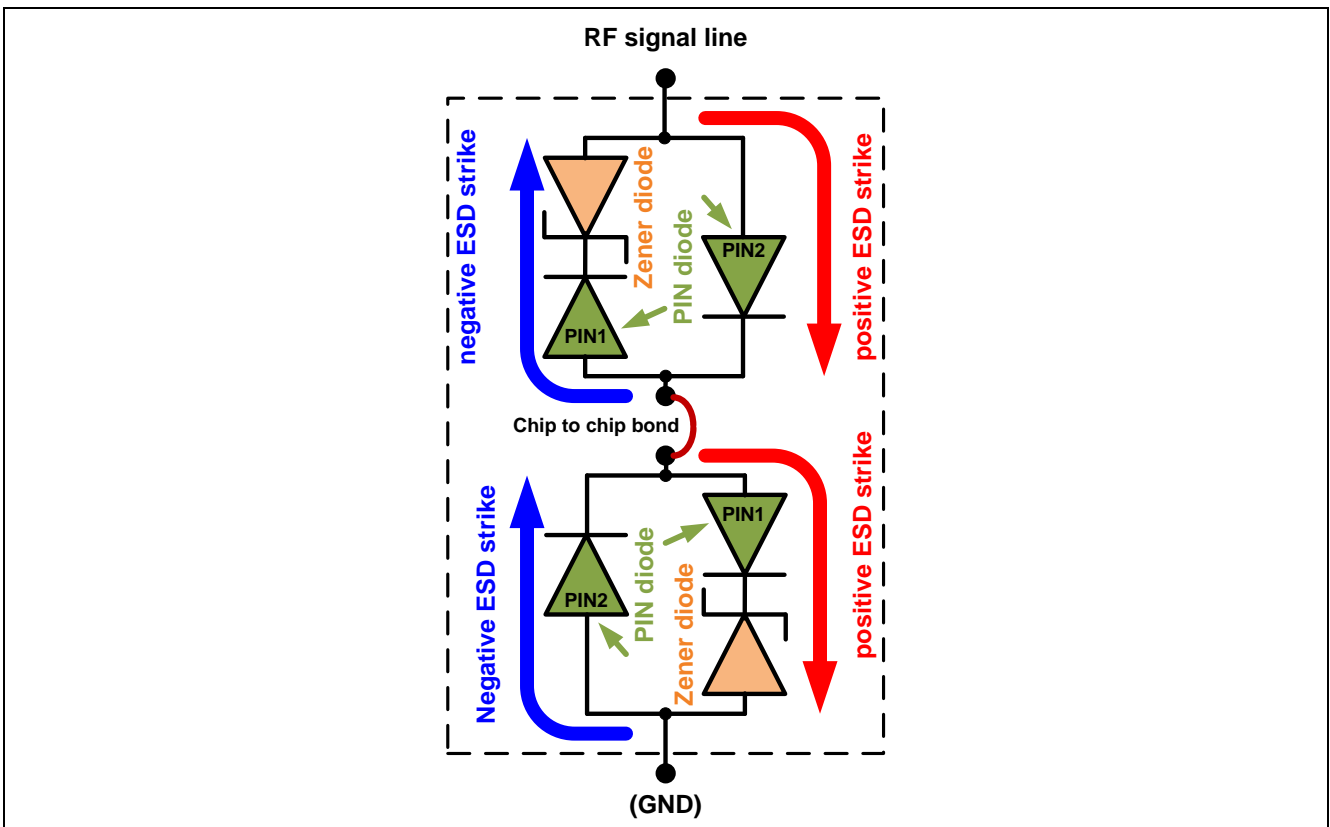 RF signal line
negative ESD strike
Zener diode
PIN diode
PIN2
PIN1
positive ESD strike
Chip to chip bond
Negative ESD strike
PIN2
PIN diode
PIN1
Zener diode
positive ESD strike
(GND)